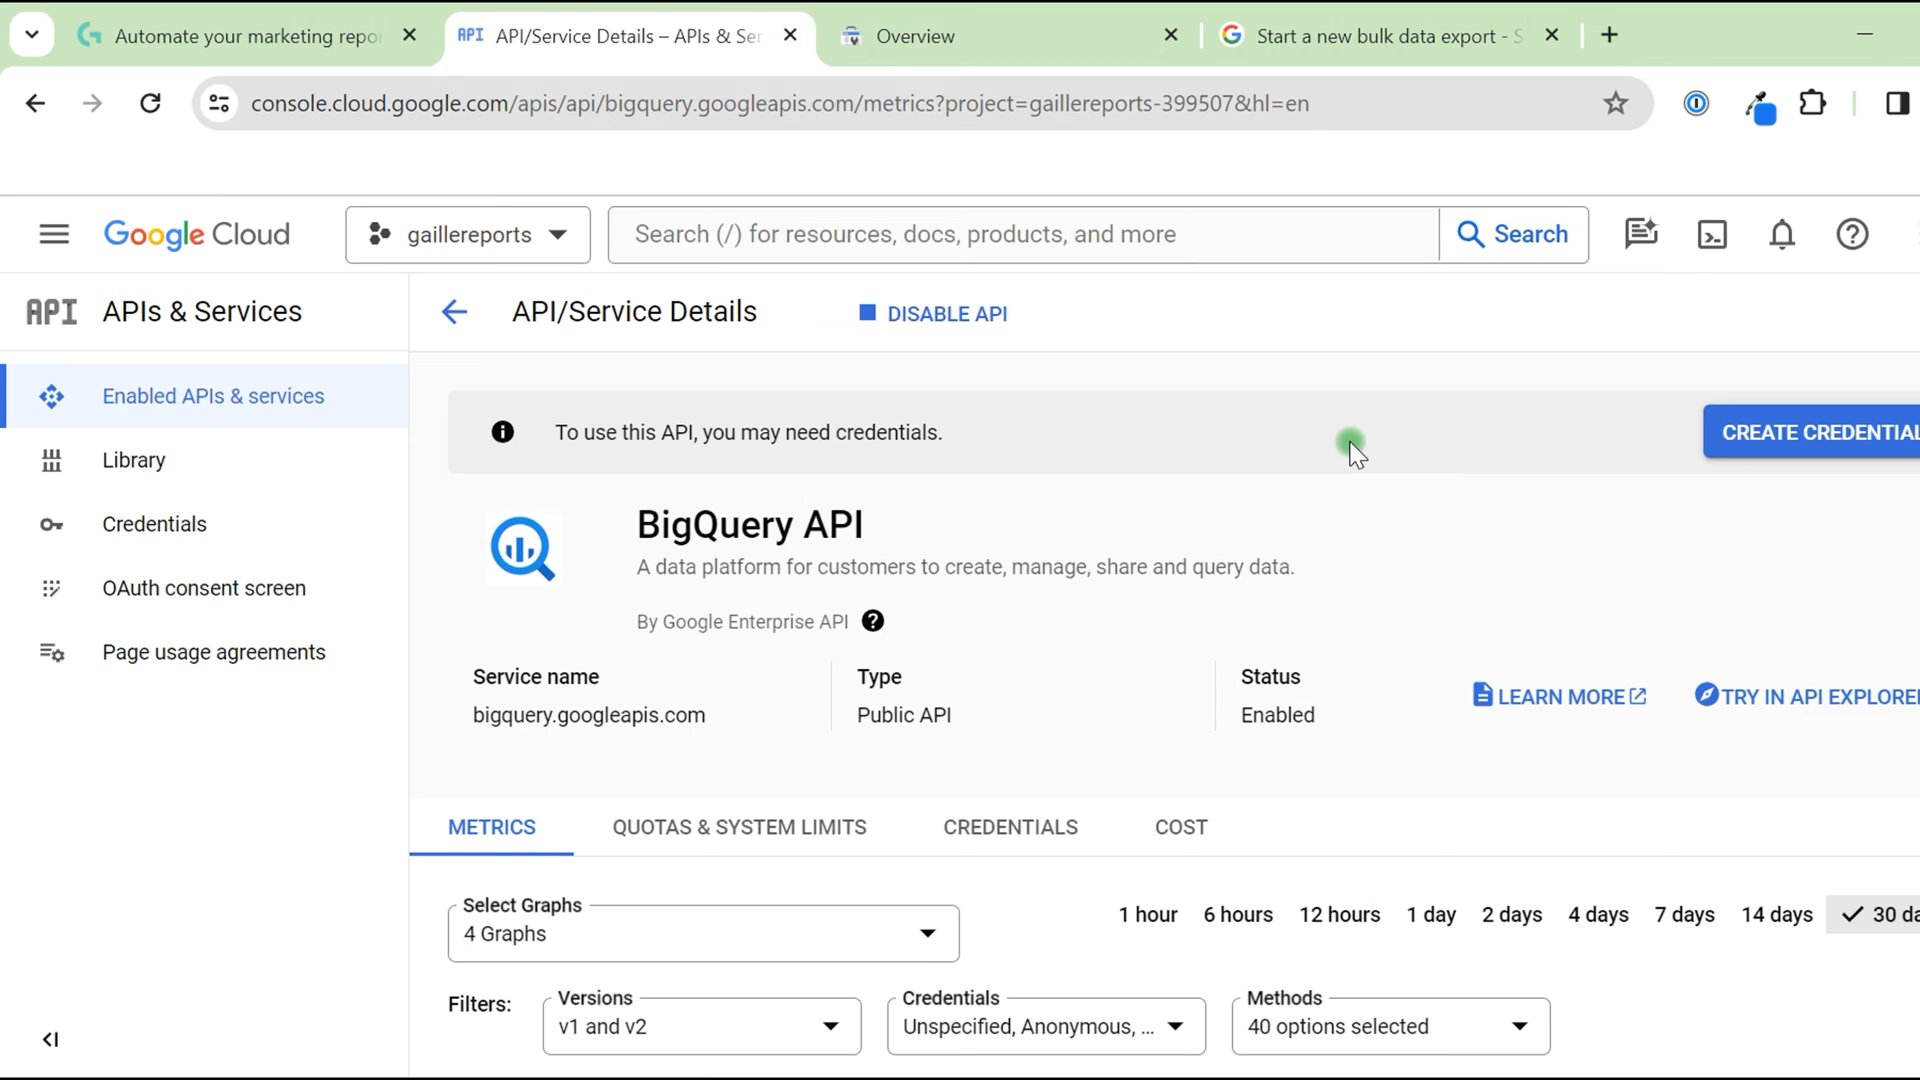 Automate your marketing repo
API API/Service Details – APIs & Ser
Overview
Start a new bulk data export - S
console.cloud.google.com/apis/api/bigquery.googleapis.com/metrics?project=gaillereports-399507&hl=en
Google Cloud
gaillereports
Search (/) for resources, docs, products, and more
Search
API APIs & Services
API/Service Details
DISABLE API
Enabled APIs & services
To use this API, you may need credentials.
CREATE CREDENTIAL
Library
Credentials
OAuth consent screen
Page usage agreements
BigQuery API
A data platform for customers to create, manage, share and query data.
By Google Enterprise API
Service name
bigquery.googleapis.com
Type
Public API
Status
Enabled
LEARN MORE
TRY IN API EXPLORER
METRICS
QUOTAS & SYSTEM LIMITS
CREDENTIALS
COST
Select Graphs
4 Graphs
1 hour
6 hours
12 hours
1 day
2 days
4 days
7 days
14 days
30 da
Filters:
Versions
v1 and v2
Credentials
Unspecified, Anonymous, ...
Methods
40 options selected